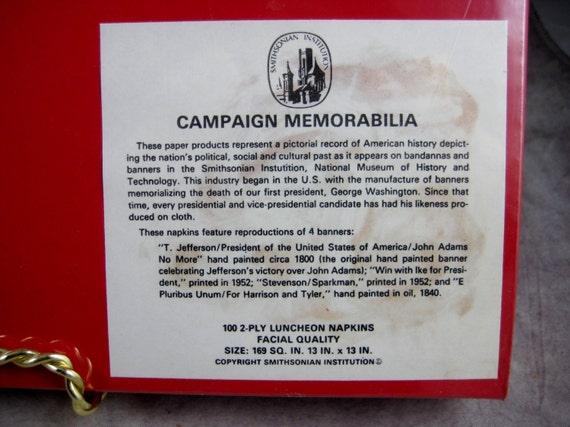 SMITHSONIAN INSTITUTION
CAMPAIGN MEMORABILIA
These paper products represent a pictorial record of American history depict-
ing the nation's political, social and cultural past as it appears on bandannas and
banners in the Smithsonian Instutition, National Museum of History and
Technology. This industry began in the U.S. with the manufacture of banners
memorializing the death of our first president, George Washington. Since that
time, every presidential and vice-presidential candidate has had his likeness pro-
duced on cloth.
These napkins feature reproductions of 4 banners:
"T. Jefferson/President of the United States of America/John Adams
No More" hand painted circa 1800 (the original hand painted banner
celebrating Jefferson's victory over John Adams); "Win with Ike for Presi-
dent," printed in 1952; "Stevenson/Sparkman," printed in 1952; and "E
Pluribus Unum/For Harrison and Tyler," hand painted in oil, 1840.
100 2-PLY LUNCHEON NAPKINS
FACIAL QUALITY
SIZE: 169 SQ. IN. 13 IN. x 13 IN.
COPYRIGHT SMITHSONIAN INSTITUTION©